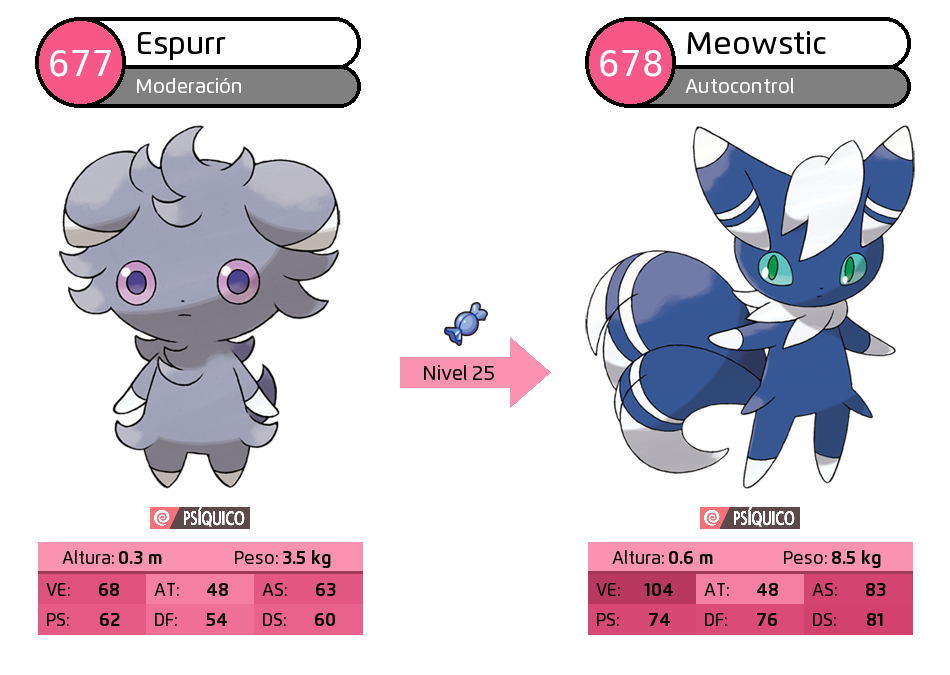 677 Espurr
Moderación
678 Meowstic
Autocontrol
Nivel 25
PSÍQUICO
Altura: 0.3 m Peso: 3.5 kg
VE: 68 AT: 48 AS: 63
PS: 62 DF: 54 DS: 60
PSÍQUICO
Altura: 0.6 m Peso: 8.5 kg
VE: 104 AT: 48 AS: 83
PS: 74 DF: 76 DS: 81